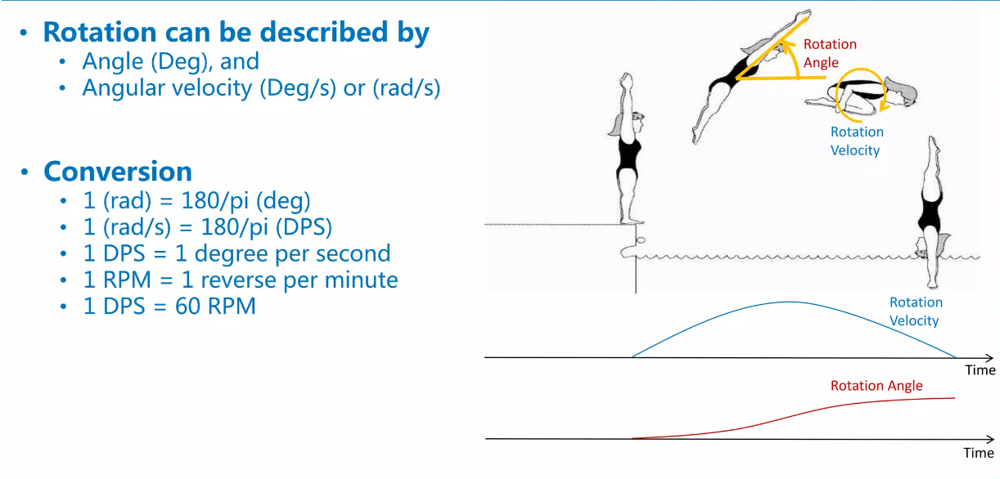 • Rotation can be described by
• Angle (Deg), and
• Angular velocity (Deg/s) or (rad/s)
• Conversion
• 1 (rad) = 180/pi (deg)
• 1 (rad/s) = 180/pi (DPS)
• 1 DPS = 1 degree per second
• 1 RPM = 1 reverse per minute
• 1 DPS = 60 RPM
Rotation
Angle
Rotation
Velocity
Rotation
Velocity
Time
Rotation Angle
Time